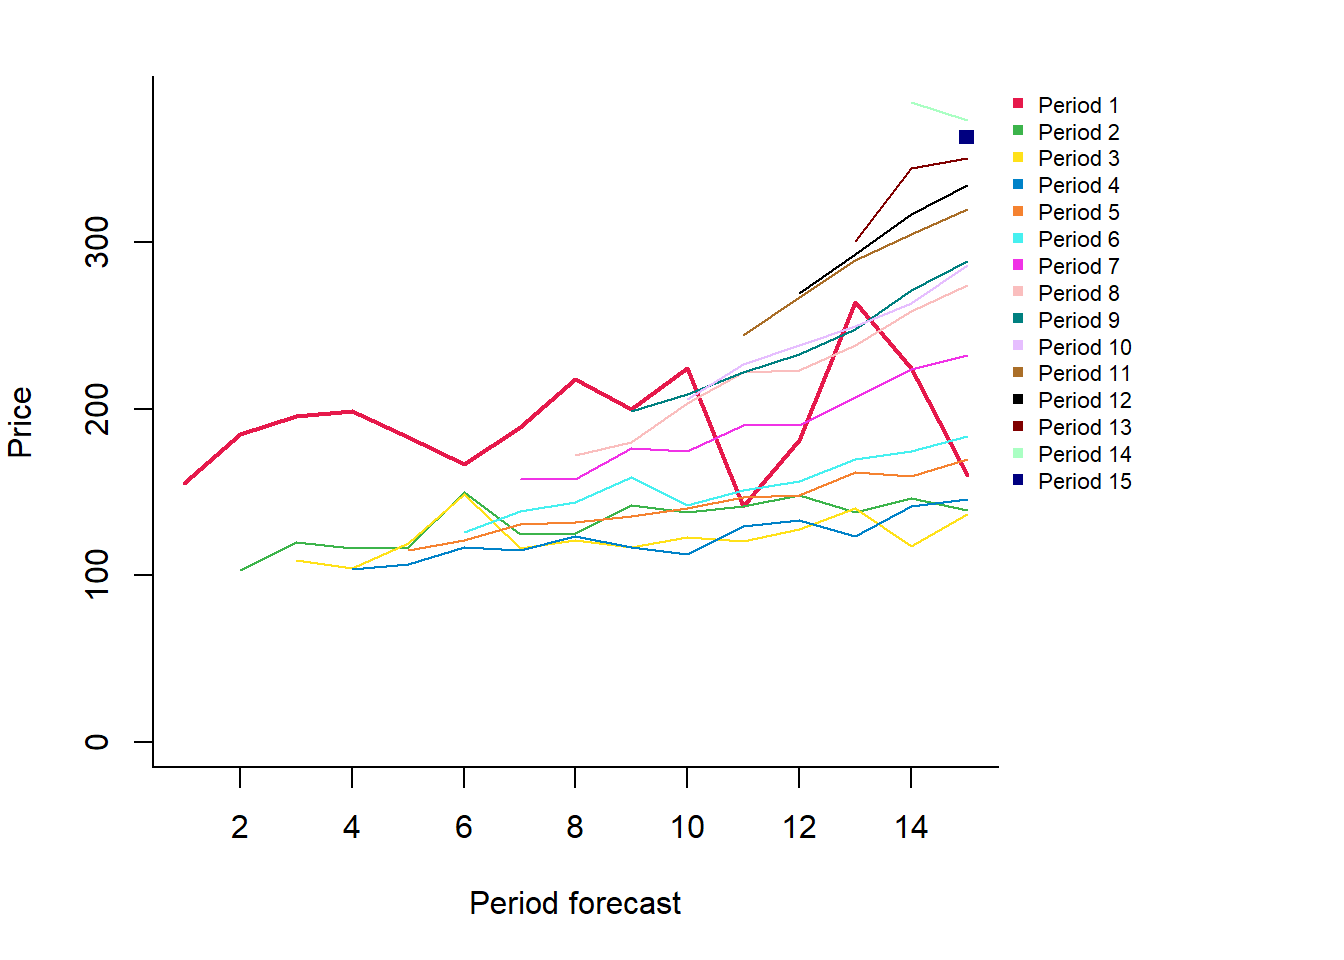 Price
300
200
100
0
2 4 6 8 10 12 14
Period forecast
Period 1
Period 2
Period 3
Period 4
Period 5
Period 6
Period 7
Period 8
Period 9
Period 10
Period 11
Period 12
Period 13
Period 14
Period 15